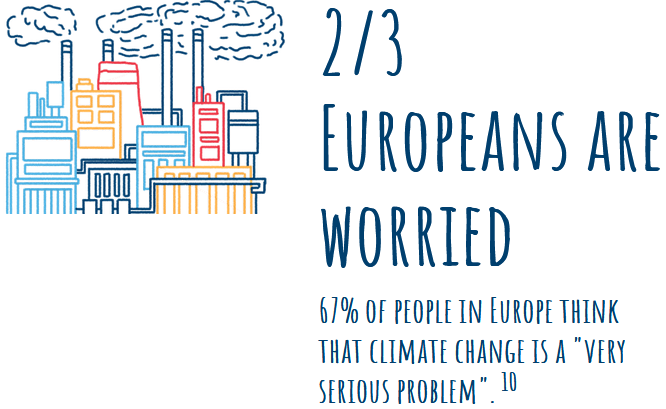 2/3
EUROPEANS ARE
WORRIED
67% OF PEOPLE IN EUROPE THINK
THAT CLIMATE CHANGE IS A "VERY
SERIOUS PROBLEM". 10